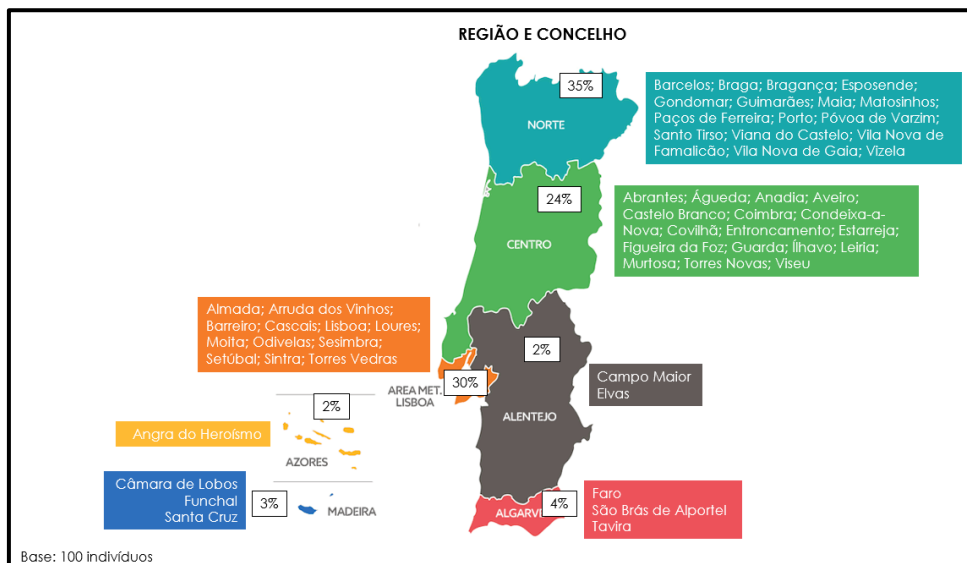 REGIÃO E CONCELHO
35%
NORTE
Barcelos; Braga; Bragança; Esposende;
Gondomar; Guimarães; Maia; Matosinhos;
Paços de Ferreira; Porto; Póvoa de Varzim;
Santo Tirso; Viana do Castelo; Vila Nova de
Famalicão; Vila Nova de Gaia; Vizela
24%
CENTRO
Abrantes; Águeda; Anadia; Aveiro;
Castelo Branco; Coimbra; Condeixa-a-
Nova; Covilhã; Entroncamento; Estarreja;
Figueira da Foz; Guarda; Ílhavo; Leiria;
Murtosa; Torres Novas; Viseu
Almada; Arruda dos Vinhos;
Barreiro; Cascais; Lisboa; Loures;
Moita; Odivelas; Sesimbra;
Setúbal; Sintra; Torres Vedras
30%
AREA MET.
LISBOA
2%
ALENTEJO
Campo Maior
Elvas
2%
Angra do Heroísmo
AZORES
Câmara de Lobos
Funchal
Santa Cruz
3%
MADEIRA
4%
ALGARV
Faro
São Brás de Alportel
Tavira
Base: 100 indivíduos